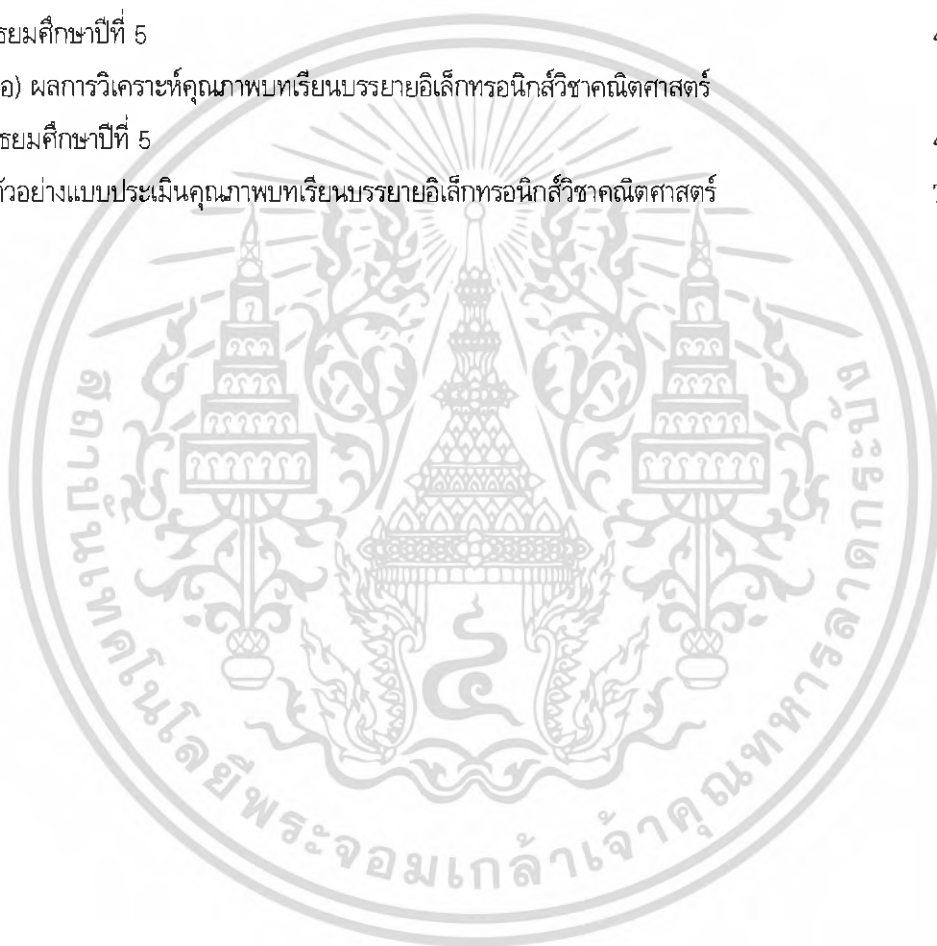 ธยมศึกษาปีที่ 5
อ) ผลการวิเคราะห์คุณภาพบทเรียนบรรยายอิเล็กทรอนิกส์วิชาคณิตศาสตร์
ธยมศึกษาปีที่ 5
ตัวอย่างแบบประเมินคุณภาพบทเรียนบรรยายอิเล็กทรอนิกส์วิชาคณิตศาสตร์
สถาบันเทคโนโลยีพระจอมเกล้าเจ้าคุณทหารลาดกระบัง
๔